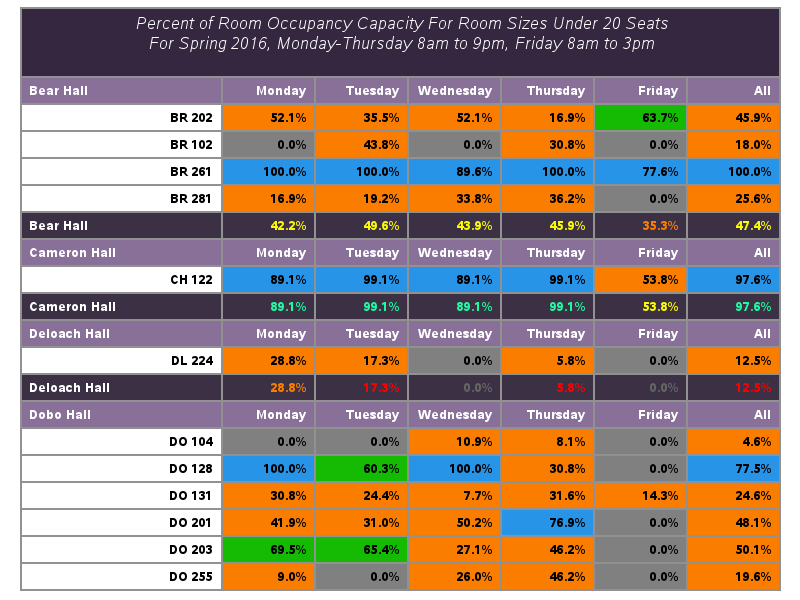 Percent of Room Occupancy Capacity For Room Sizes Under 20 Seats
For Spring 2016, Monday-Thursday 8am to 9pm, Friday 8am to 3pm
Bear Hall Monday Tuesday Wednesday Thursday Friday All
BR 202 52.1% 35.5% 52.1% 16.9% 63.7% 45.9%
BR 102 0.0% 43.8% 0.0% 30.8% 0.0% 18.0%
BR 261 100.0% 100.0% 89.6% 100.0% 77.6% 100.0%
BR 281 16.9% 19.2% 33.8% 36.2% 0.0% 25.6%
Bear Hall 42.2% 49.6% 43.9% 45.9% 35.3% 47.4%
Cameron Hall Monday Tuesday Wednesday Thursday Friday All
CH 122 89.1% 99.1% 89.1% 99.1% 53.8% 97.6%
Cameron Hall 89.1% 99.1% 89.1% 99.1% 53.8% 97.6%
Deloach Hall Monday Tuesday Wednesday Thursday Friday All
DL 224 28.8% 17.3% 0.0% 5.8% 0.0% 12.5%
Deloach Hall 28.8% 17.3% 0.0% 5.8% 0.0% 12.5%
Dobo Hall Monday Tuesday Wednesday Thursday Friday All
DO 104 0.0% 0.0% 10.9% 8.1% 0.0% 4.6%
DO 128 100.0% 60.3% 100.0% 30.8% 0.0% 77.5%
DO 131 30.8% 24.4% 7.7% 31.6% 14.3% 24.6%
DO 201 41.9% 31.0% 50.2% 76.9% 0.0% 48.1%
DO 203 69.5% 65.4% 27.1% 46.2% 0.0% 50.1%
DO 255 9.0% 0.0% 26.0% 46.2% 0.0% 19.6%